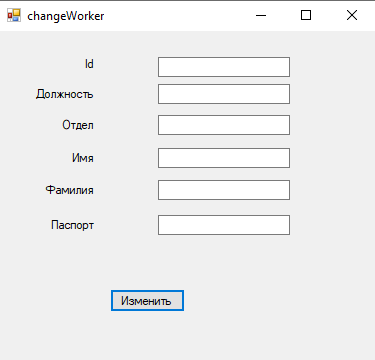 changeWorker
Id
Должность
Отдел
Имя
Фамилия
Паспорт
Изменить